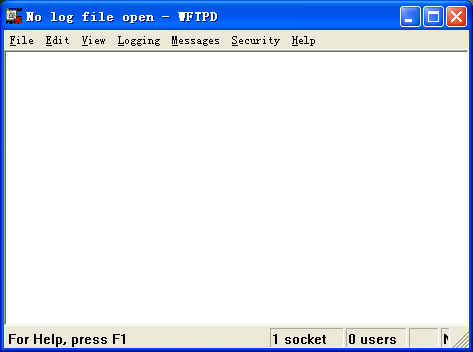 No log file open - WFTPD
File Edit View Logging Messages Security Help
For Help, press F1 1 socket 0 users